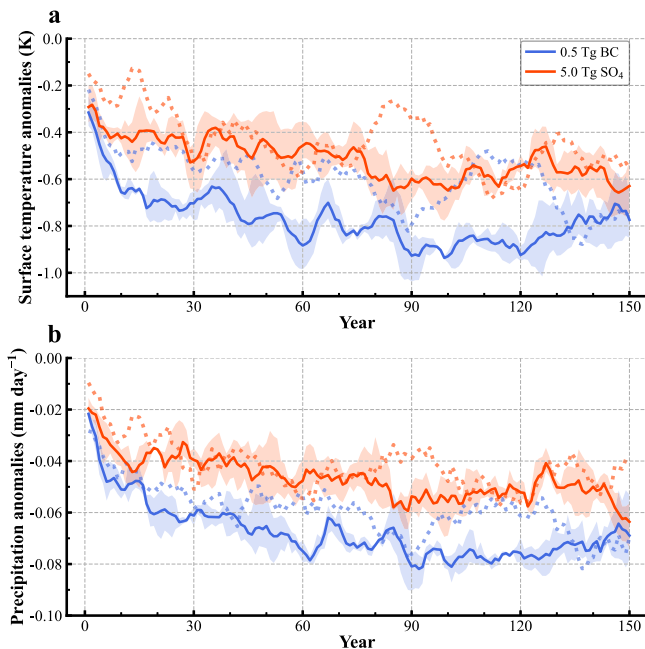 a
0.0
-0.2
-0.4
-0.6
-0.8
-1.0
Surface temperature anomalies (K)
0.5 Tg BC
5.0 Tg SO₄
0 30 60 90 120 150
Year
b
0.00
-0.02
-0.04
-0.06
-0.08
-0.10
Precipitation anomalies (mm day⁻¹)
0 30 60 90 120 150
Year